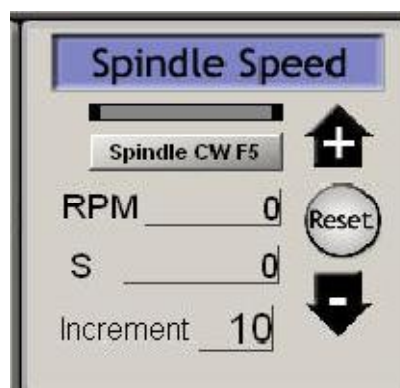 Spindle Speed
Spindle CW F5
+
RPM 0
Reset
S 0
-
Increment 10